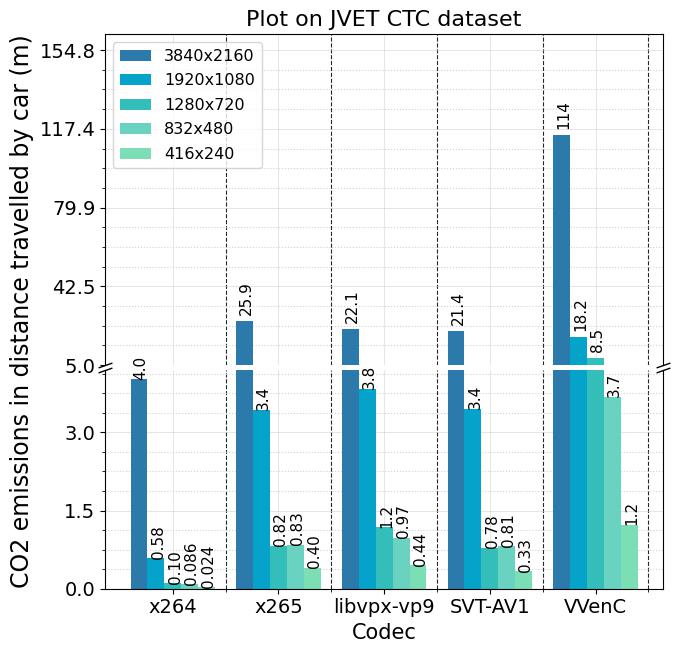 Plot on JVET CTC dataset
CO2 emissions in distance travelled by car (m)
154.8
117.4
79.9
42.5
5.0
3.0
1.5
0.0
3840x2160
1920x1080
1280x720
832x480
416x240
4.0
0.58
0.10
0.086
0.024
25.9
3.4
0.82
0.83
0.40
22.1
3.8
1.2
0.97
0.44
21.4
3.4
0.78
0.81
0.33
114
18.2
8.5
3.7
1.2
x264
x265
libvpx-vp9
SVT-AV1
VVenC
Codec